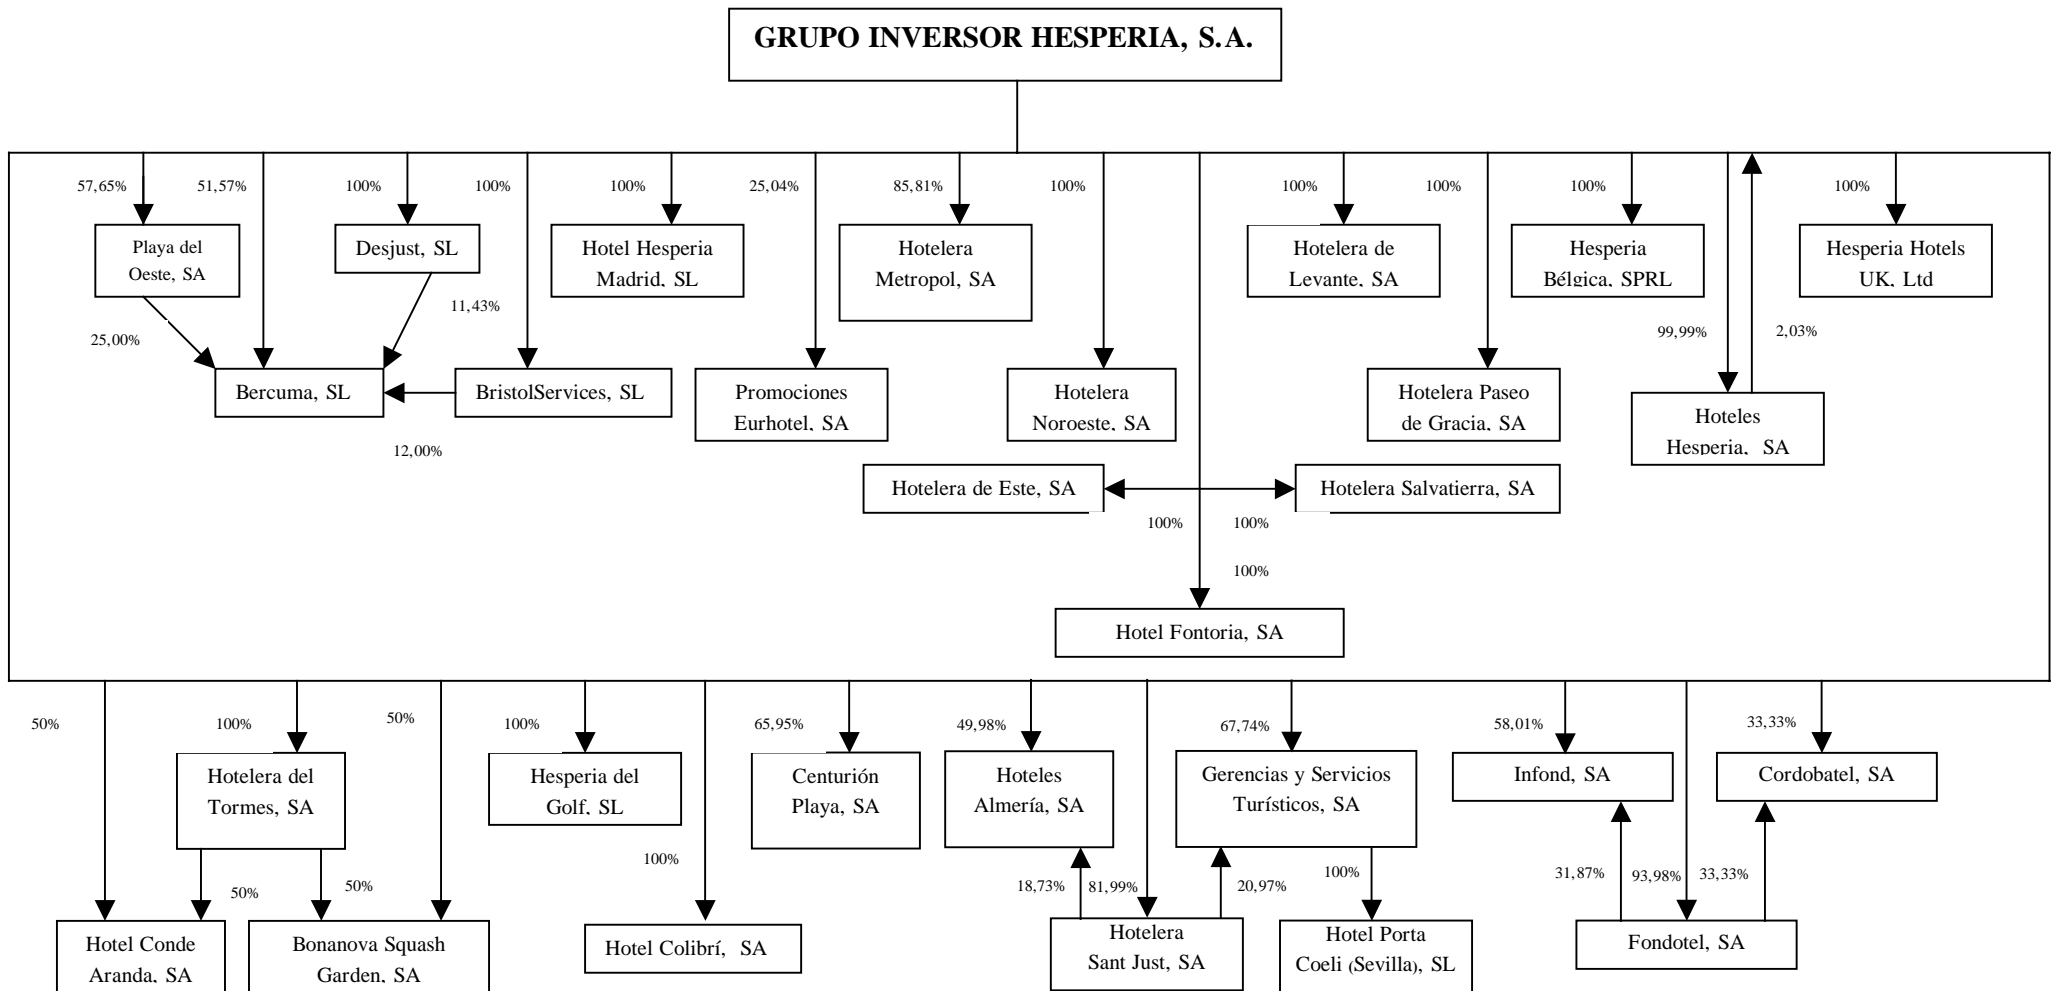 GRUPO INVERSOR HESPERIA, S.A.
57,65%
51,57%
100%
100%
100%
25,04%
85,81%
100%
100%
100%
100%
100%
Playa del
Oeste, SA
Desjust, SL
Hotel Hesperia
Madrid, SL
Hotelera
Metropol, SA
Hotelera de
Levante, SA
Hesperia
Bélgica, SPRL
Hesperia Hotels
UK, Ltd
11,43%
25,00%
99,99%
2,03%
Bercuma, SL
BristolServices, SL
Promociones
Eurhotel, SA
Hotelera
Noroeste, SA
Hotelera Paseo
de Gracia, SA
Hoteles
Hesperia, SA
12,00%
Hotelera de Este, SA
Hotelera Salvatierra, SA
100%
100%
100%
Hotel Fontoria, SA
50%
100%
50%
100%
65,95%
49,98%
67,74%
58,01%
33,33%
Hotelera del
Tormes, SA
Hesperia del
Golf, SL
Centurión
Playa, SA
Hoteles
Almería, SA
Gerencias y Servicios
Turísticos, SA
Infond, SA
Cordobatel, SA
50%
50%
100%
18,73%
81,99%
20,97%
100%
31,87%
93,98%
33,33%
Hotel Conde
Aranda, SA
Bonanova Squash
Garden, SA
Hotel Colibrí, SA
Hotelera
Sant Just, SA
Hotel Porta
Coeli (Sevilla), SL
Fondotel, SA